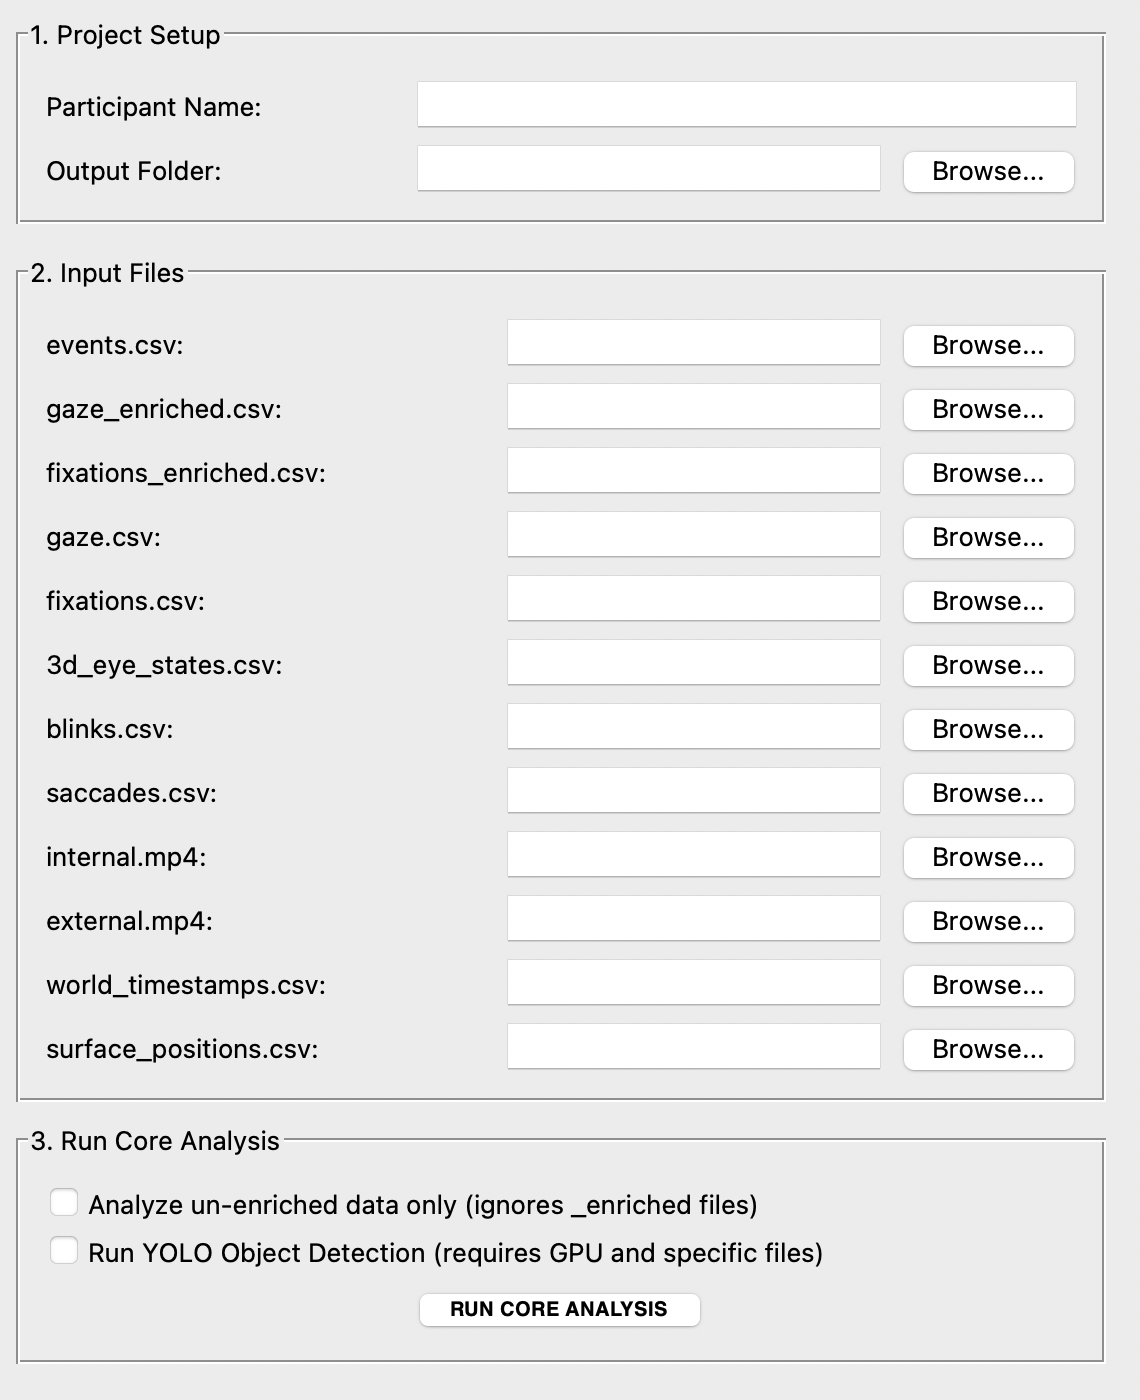 1. Project Setup
Participant Name:
Output Folder: Browse...
2. Input Files
events.csv: Browse...
gaze_enriched.csv: Browse...
fixations_enriched.csv: Browse...
gaze.csv: Browse...
fixations.csv: Browse...
3d_eye_states.csv: Browse...
blinks.csv: Browse...
saccades.csv: Browse...
internal.mp4: Browse...
external.mp4: Browse...
world_timestamps.csv: Browse...
surface_positions.csv: Browse...
3. Run Core Analysis
Analyze un-enriched data only (ignores _enriched files)
Run YOLO Object Detection (requires GPU and specific files)
RUN CORE ANALYSIS